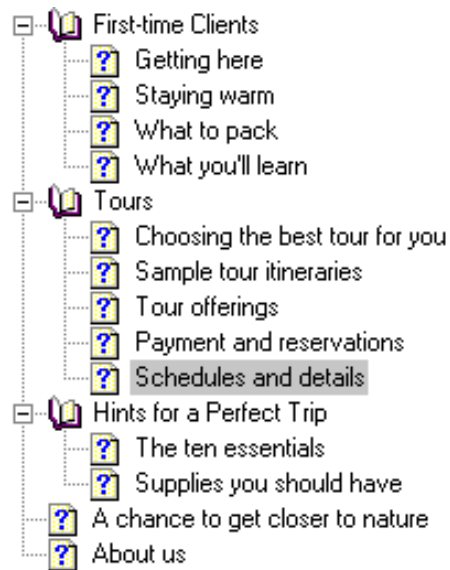 First-time Clients
Getting here
Staying warm
What to pack
What you'll learn
Tours
Choosing the best tour for you
Sample tour itineraries
Tour offerings
Payment and reservations
Schedules and details
Hints for a Perfect Trip
The ten essentials
Supplies you should have
A chance to get closer to nature
About us